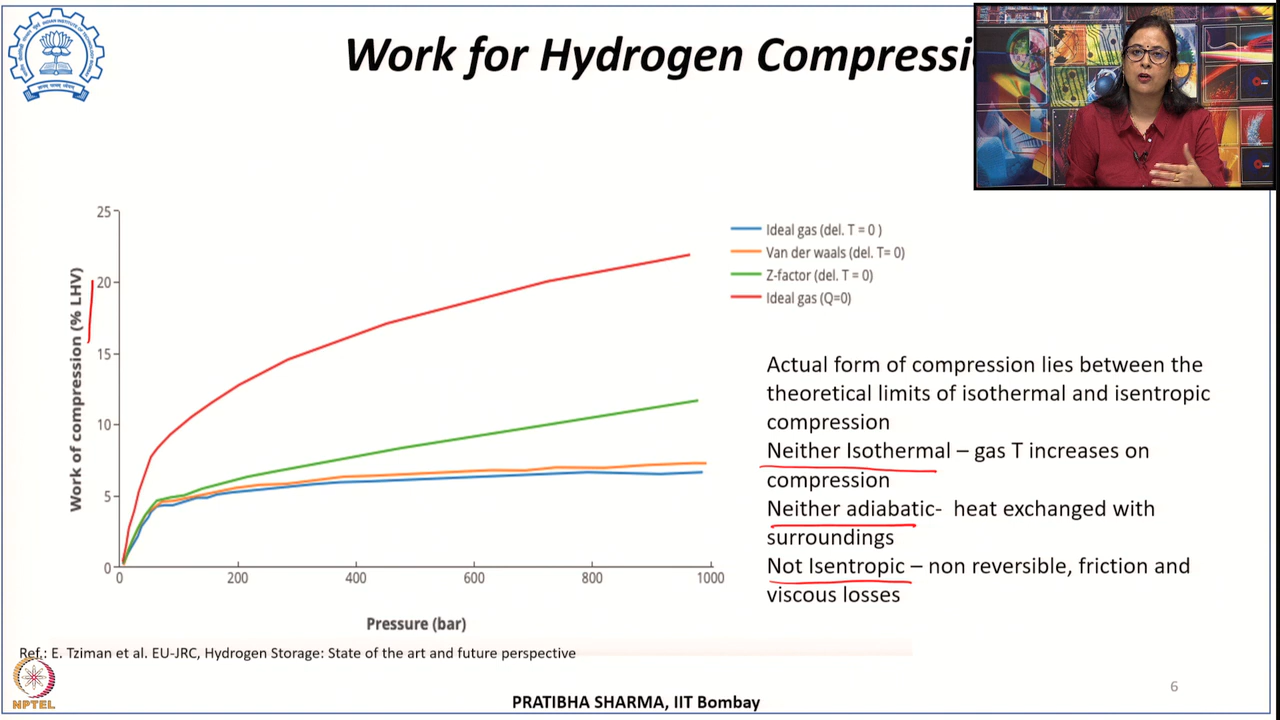 Work for Hydrogen Compressi
25
20
15
10
5
0
0
200
400
600
800
1000
Work of compression (% LHV)
Pressure (bar)
Ideal gas (del. T = 0 )
Van der waals (del. T= 0)
Z-factor (del. T = 0)
Ideal gas (Q=0)
Actual form of compression lies between the
theoretical limits of isothermal and isentropic
compression
Neither Isothermal – gas T increases on
compression
Neither adiabatic-  heat exchanged with
surroundings
Not Isentropic – non reversible, friction and
viscous losses
Ref.: E. Tziman et al. EU-JRC, Hydrogen Storage: State of the art and future perspective
NPTEL
PRATIBHA SHARMA, IIT Bombay
6